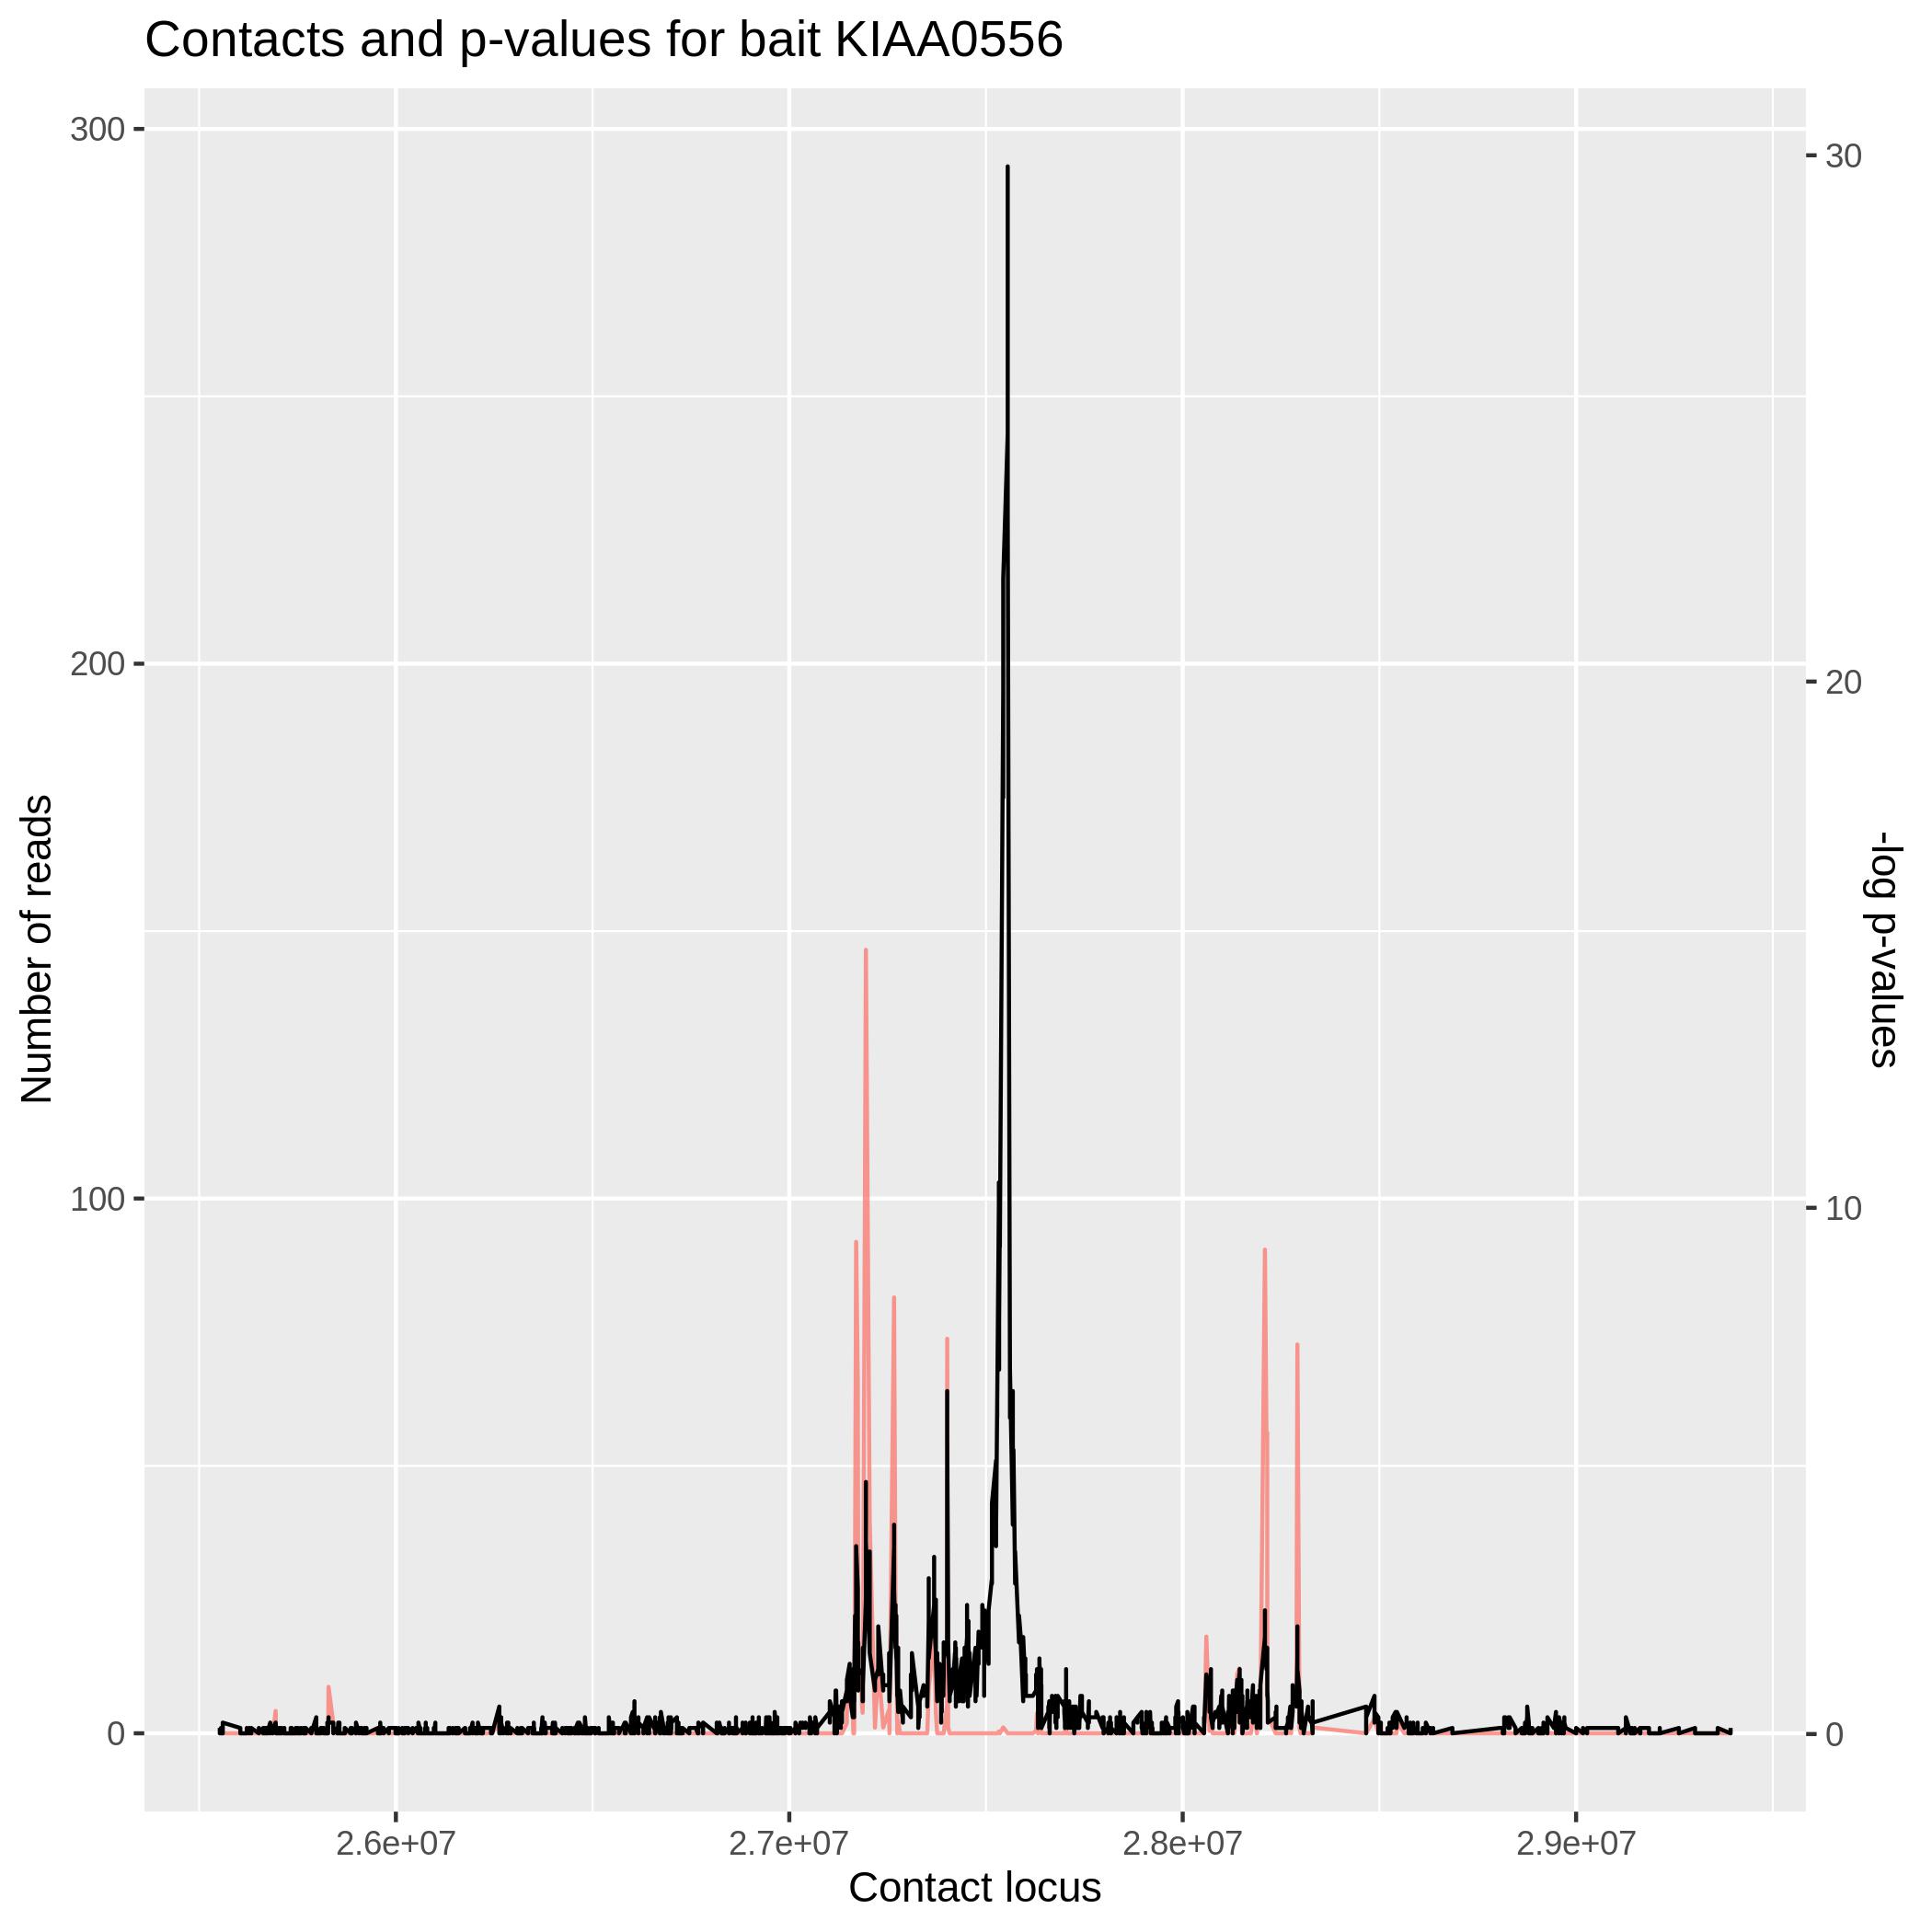 Contacts and p-values for bait KIAA0556
300
200
100
0
Number of reads
30
20
10
0
-log p-values
2.6e+07
2.7e+07
2.8e+07
2.9e+07
Contact locus